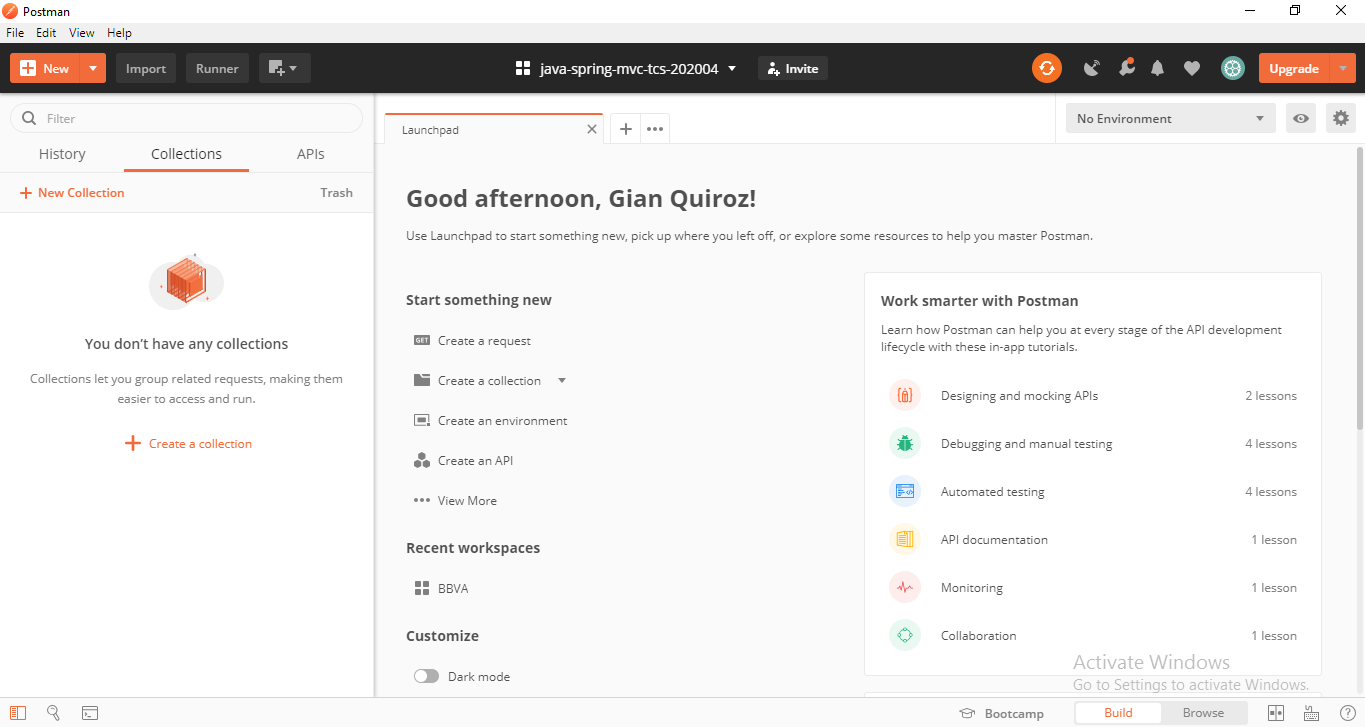 Postman
File Edit View Help
New Import Runner java-spring-mvc-tcs-202004 Invite Upgrade
Filter
History Collections APIs
New Collection Trash
You don't have any collections
Collections let you group related requests, making them
easier to access and run.
Create a collection
Launchpad
No Environment
Good afternoon, Gian Quiroz!
Use Launchpad to start something new, pick up where you left off, or explore some resources to help you master Postman.
Start something new
GET Create a request
Create a collection
Create an environment
Create an API
View More
Recent workspaces
BBVA
Customize
Dark mode
Work smarter with Postman
Learn how Postman can help you at every stage of the API development
lifecycle with these in-app tutorials.
Designing and mocking APIs 2 lessons
Debugging and manual testing 4 lessons
Automated testing 4 lessons
API documentation 1 lesson
Monitoring 1 lesson
Collaboration 1 lesson
Activate Windows
Go to Settings to activate Windows.
Bootcamp Build Browse